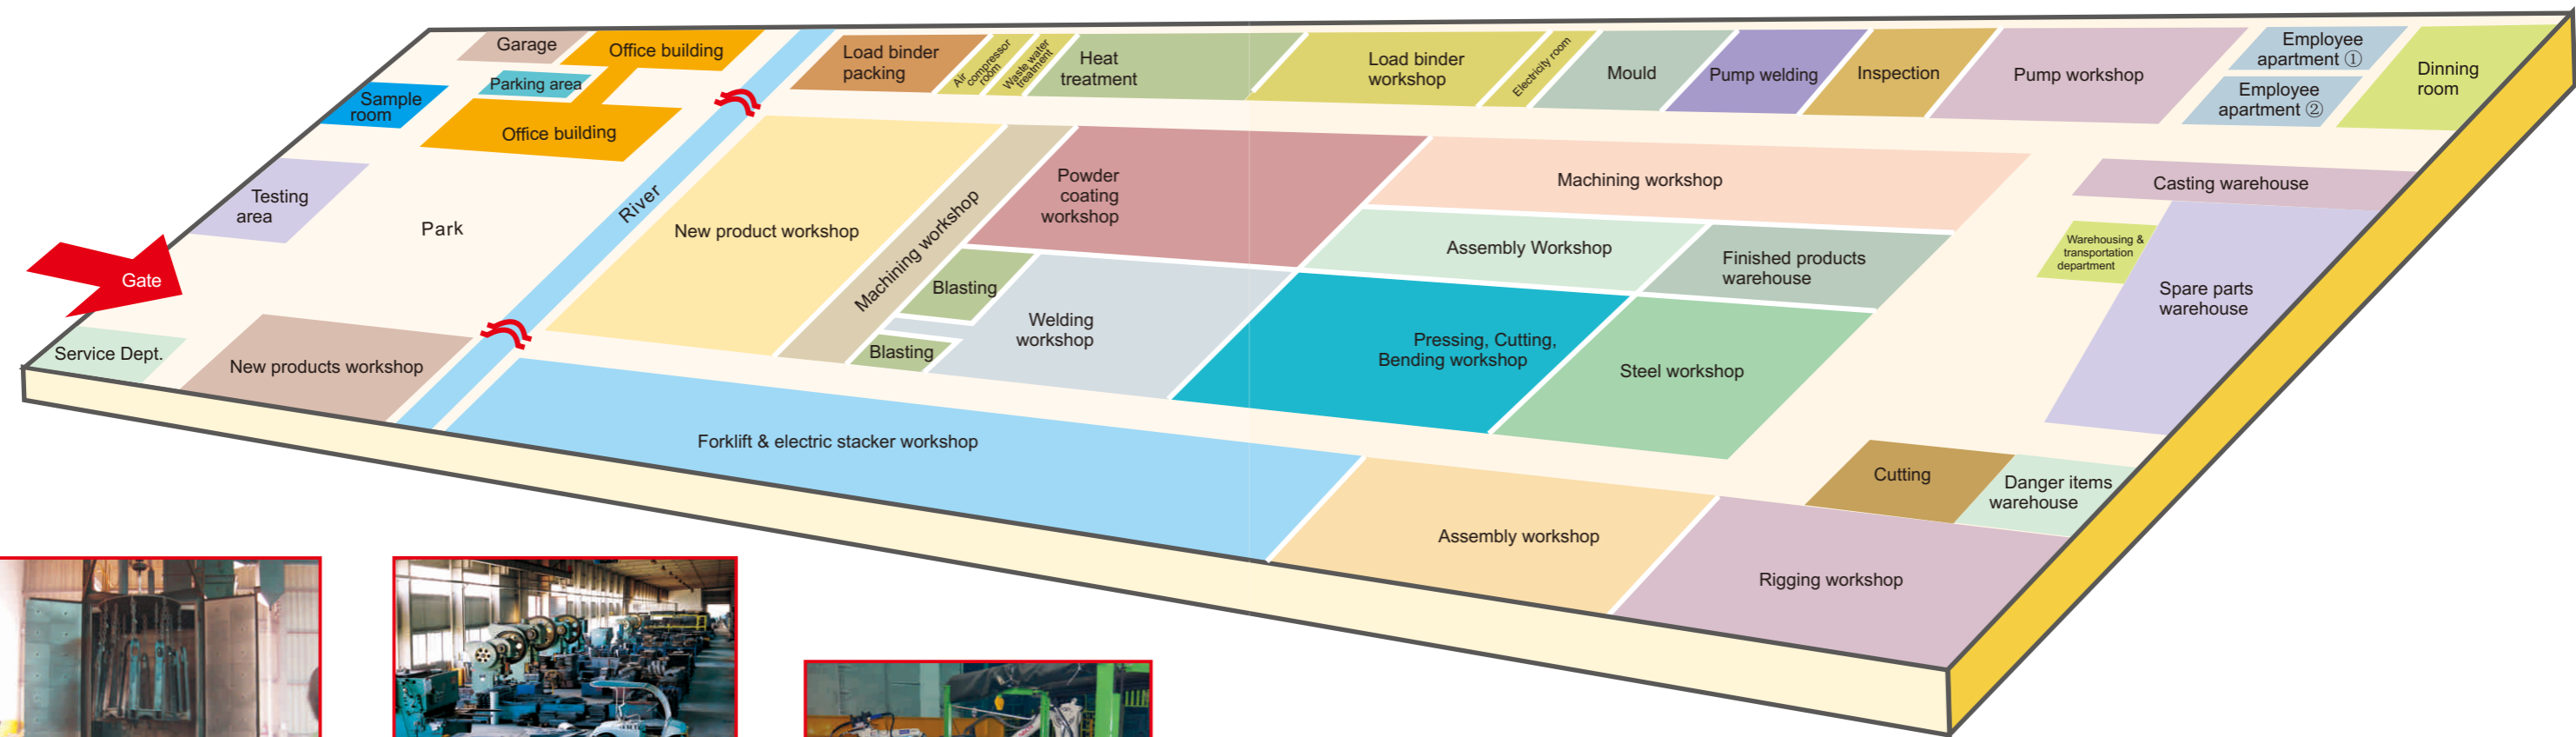 Garage
Office building
Parking area
Sample
room
Office building
Testing
area
Park
River
Gate
Service Dept.
New products workshop
Load binder
packing
Air
compressor
room
Waste water
treatment
Heat
treatment
Load binder
workshop
Electricity room
Mould
Pump welding
Inspection
Pump workshop
Employee
apartment ①
Employee
apartment ②
Dinning
room
New product workshop
Machining workshop
Powder
coating
workshop
Blasting
Blasting
Welding
workshop
Machining workshop
Assembly Workshop
Finished products
warehouse
Pressing, Cutting,
Bending workshop
Steel workshop
Casting warehouse
Warehousing &
transportation
department
Spare parts
warehouse
Forklift & electric stacker workshop
Assembly workshop
Rigging workshop
Cutting
Danger items
warehouse